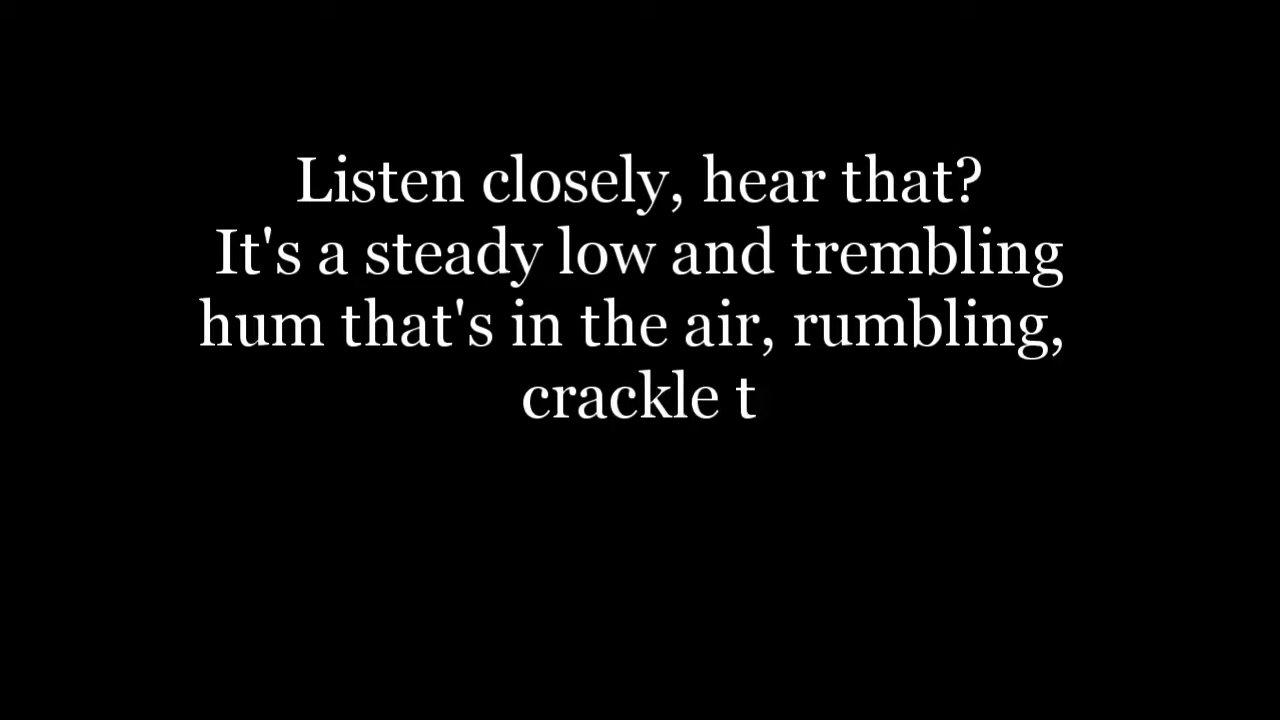 Listen closely, hear that?
It's a steady low and trembling
hum that's in the air, rumbling,
crackle t